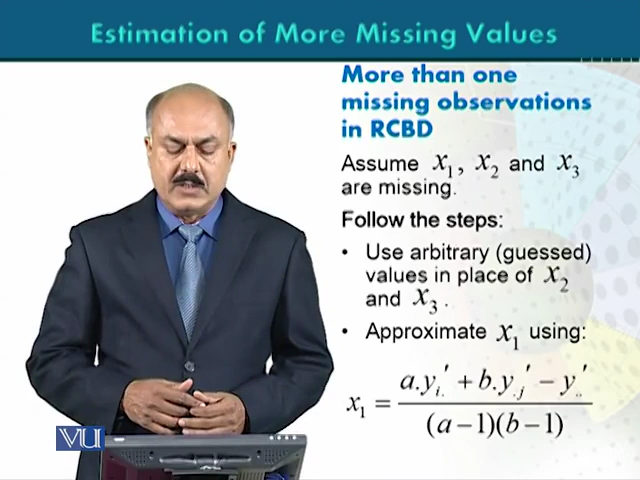 Estimation of More Missing Values
More than one
missing observations
in RCBD
Assume x₁, x₂ and x₃
are missing.
Follow the steps:
• Use arbitrary (guessed)
values in place of x₂
and x₃ .
• Approximate x₁ using:
x₁ = (a.yᵢ.′ + b.y.ⱼ′ − y..′) / ((a−1)(b−1))
VU